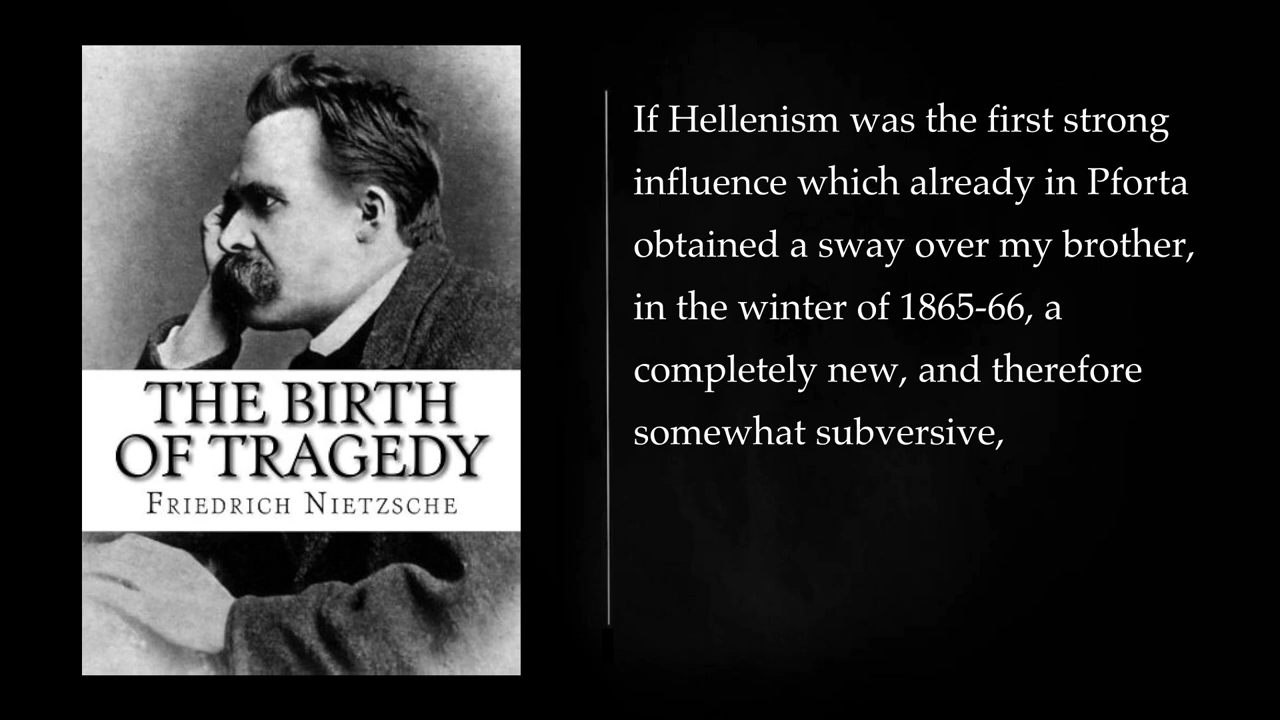 THE BIRTH
OF TRAGEDY
FRIEDRICH NIETZSCHE
If Hellenism was the first strong
influence which already in Pforta
obtained a sway over my brother,
in the winter of 1865-66, a
completely new, and therefore
somewhat subversive,